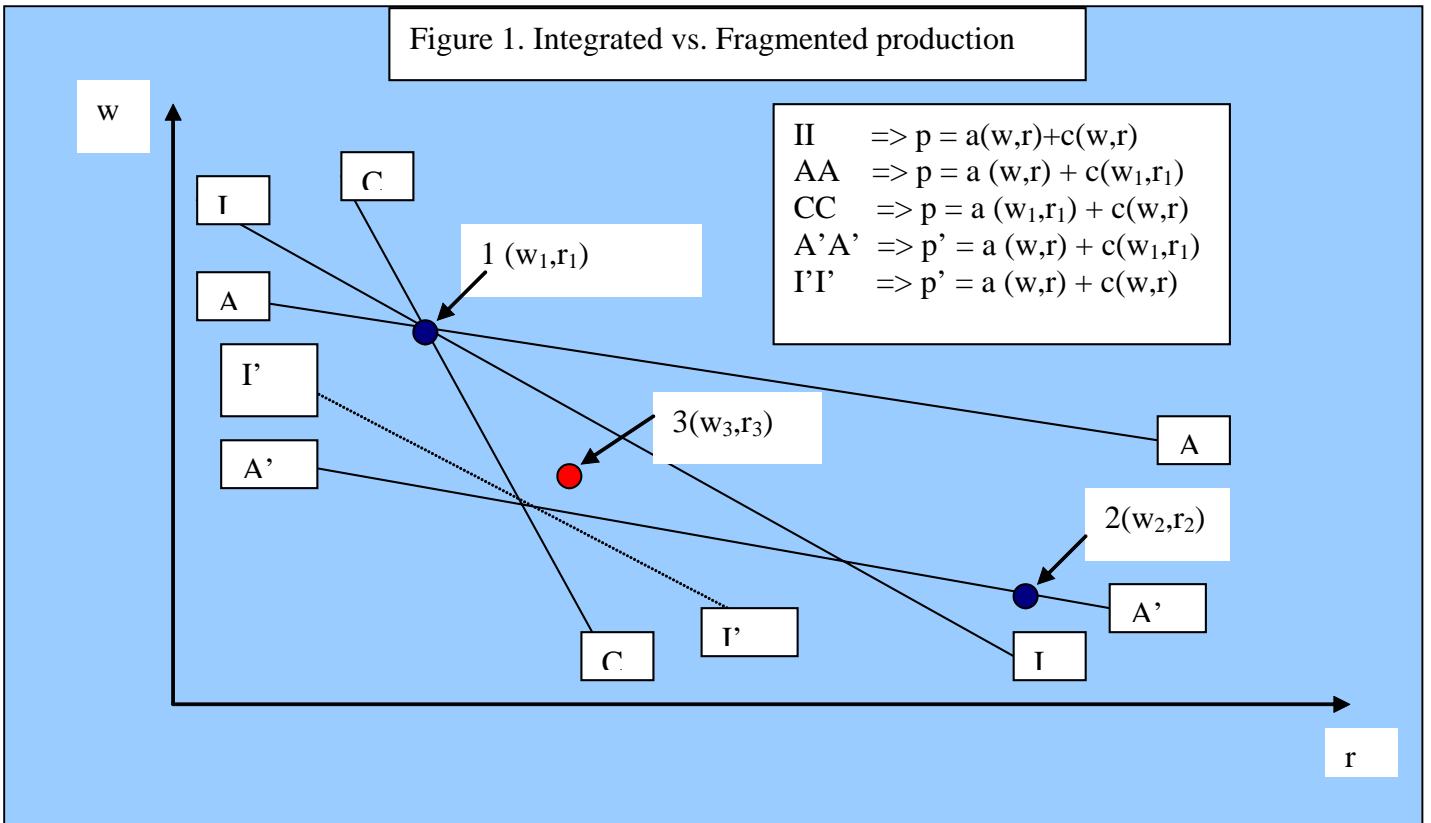 Figure 1. Integrated vs. Fragmented production
w
II => p = a(w,r)+c(w,r)
AA => p = a (w,r) + c(w₁,r₁)
CC => p = a (w₁,r₁) + c(w,r)
A'A' => p' = a (w,r) + c(w₁,r₁)
I'I' => p' = a (w,r) + c(w,r)
C
I
1 (w₁,r₁)
A
I'
3(w₃,r₃)
A
A'
2(w₂,r₂)
A'
I'
C
I
r